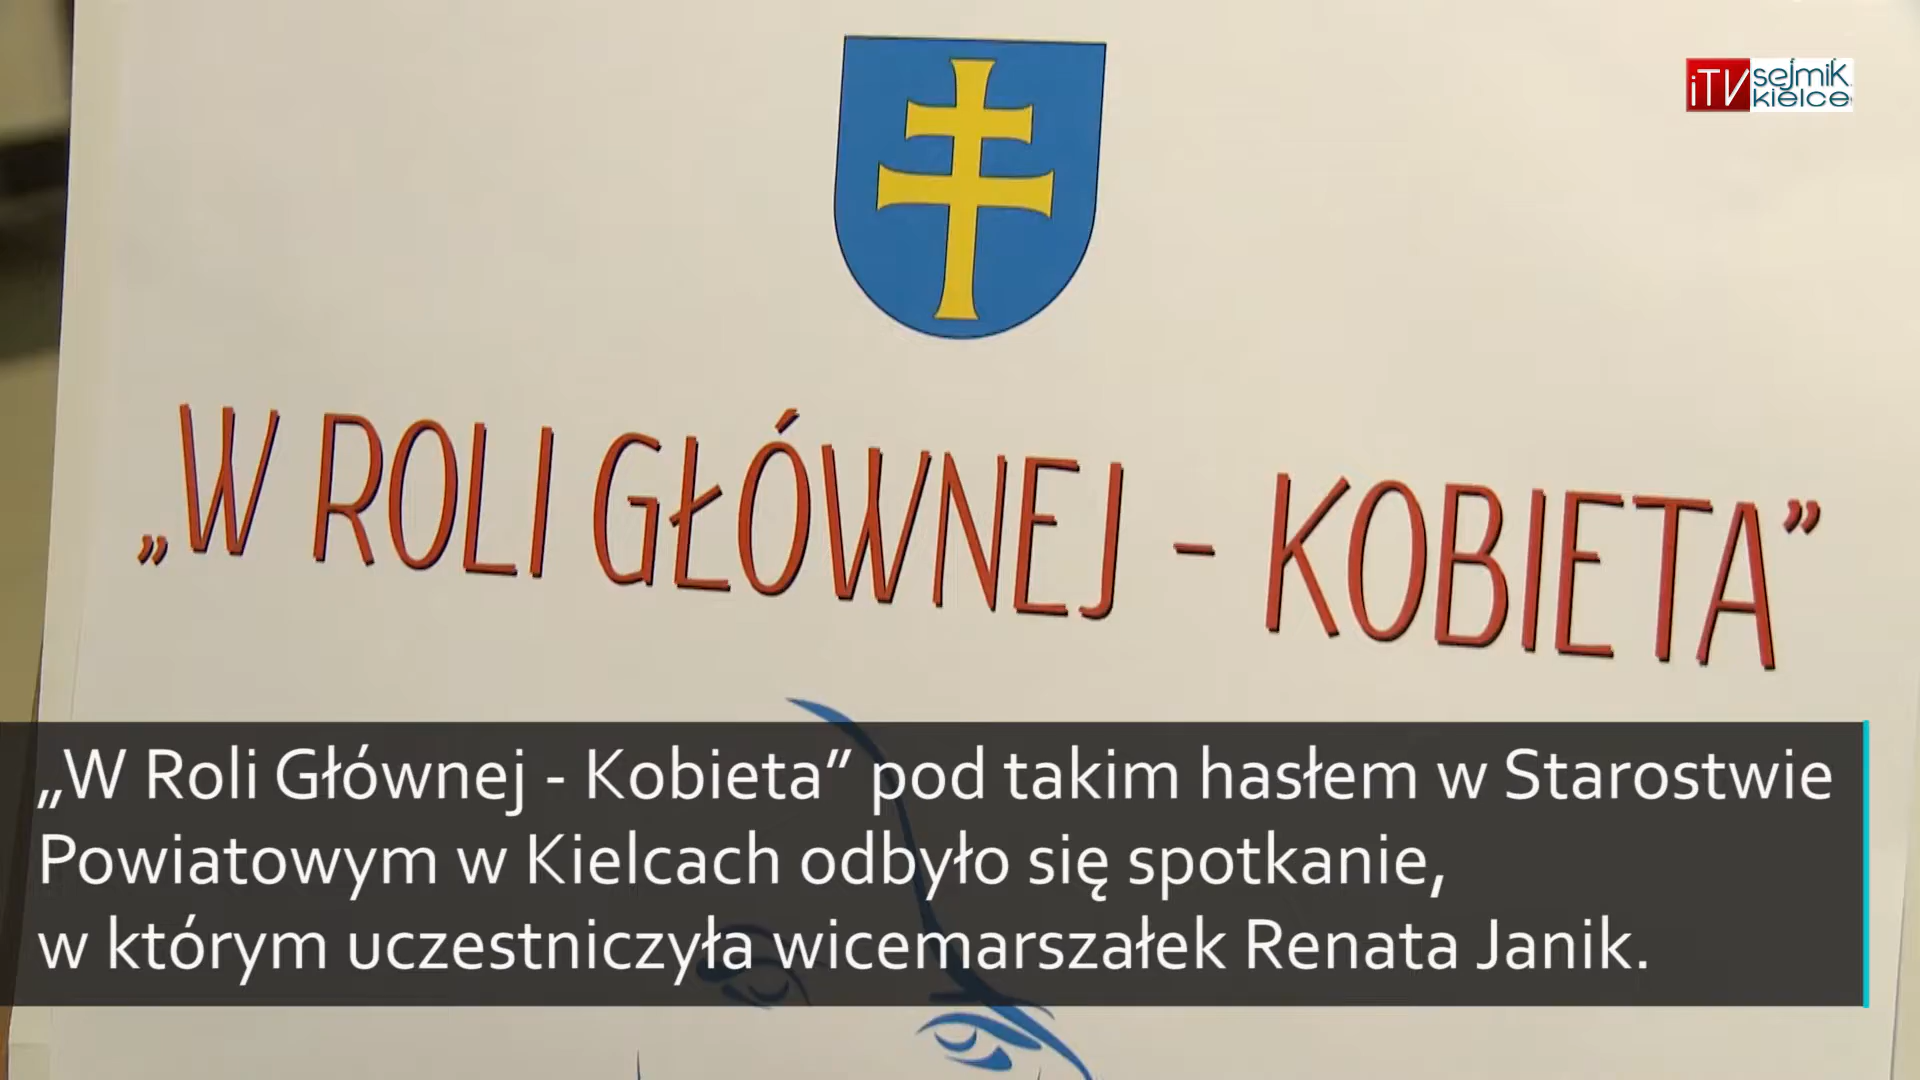 iTV sejmik
kielce
„W ROLI GŁÓWNEJ - KOBIETA”
„W Roli Głównej - Kobieta” pod takim hasłem w Starostwie
Powiatowym w Kielcach odbyło się spotkanie,
w którym uczestniczyła wicemarszałek Renata Janik.